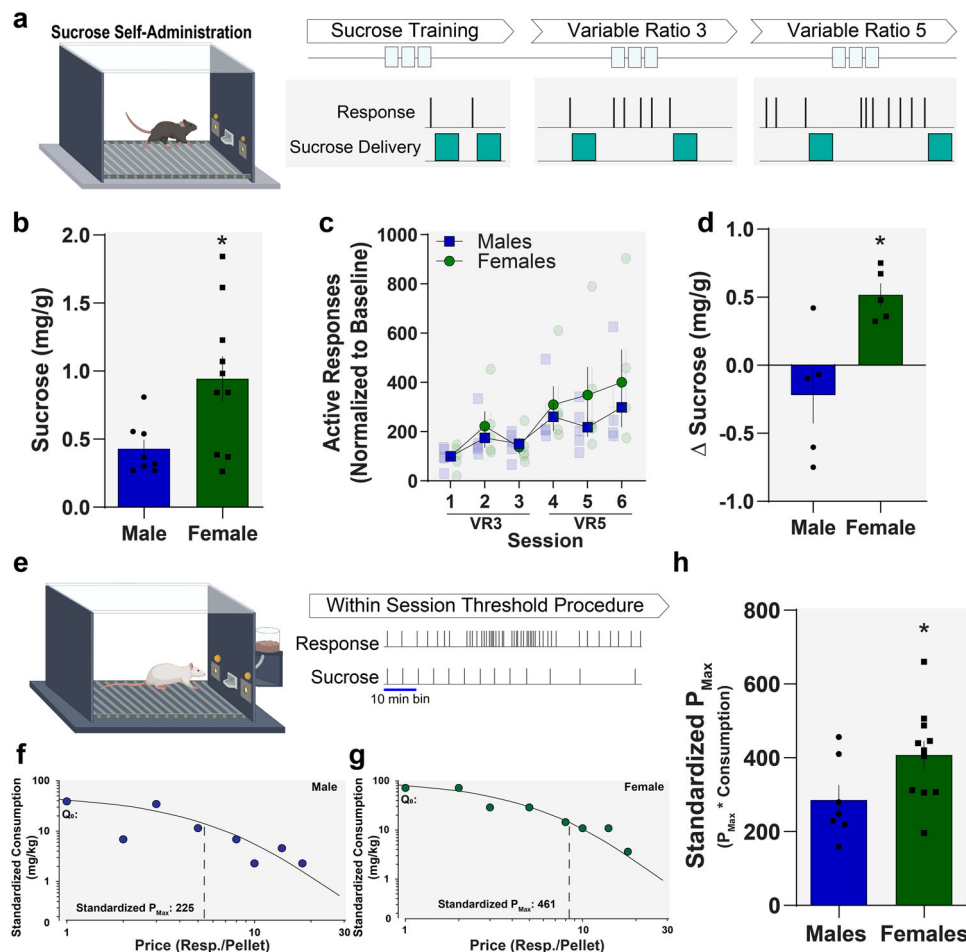 a
Sucrose Self-Administration
Sucrose Training
Variable Ratio 3
Variable Ratio 5
Response
Sucrose Delivery
b
Sucrose (mg/g)
2.0
*
1.5
1.0
0.5
0.0
Male
Female
c
Active Responses
(Normalized to Baseline)
1000
Males
Females
800
600
400
200
0
1
2
3
4
5
6
VR3
VR5
Session
d
Δ Sucrose (mg/g)
1.0
*
0.5
0.0
-0.5
-1.0
Male
Female
e
Within Session Threshold Procedure
Response
Sucrose
10 min bin
f
Male
Standardized Consumption
(mg/kg)
100
Q₀:
10
1
0
Standardized PMax: 225
1
10
30
Price (Resp./Pellet)
g
Female
Standardized Consumption
(mg/kg)
100
Q₀:
10
1
0
Standardized PMax: 461
1
10
30
Price (Resp./Pellet)
h
Standardized PMax
(PMax * Consumption)
800
*
600
400
200
0
Males
Females